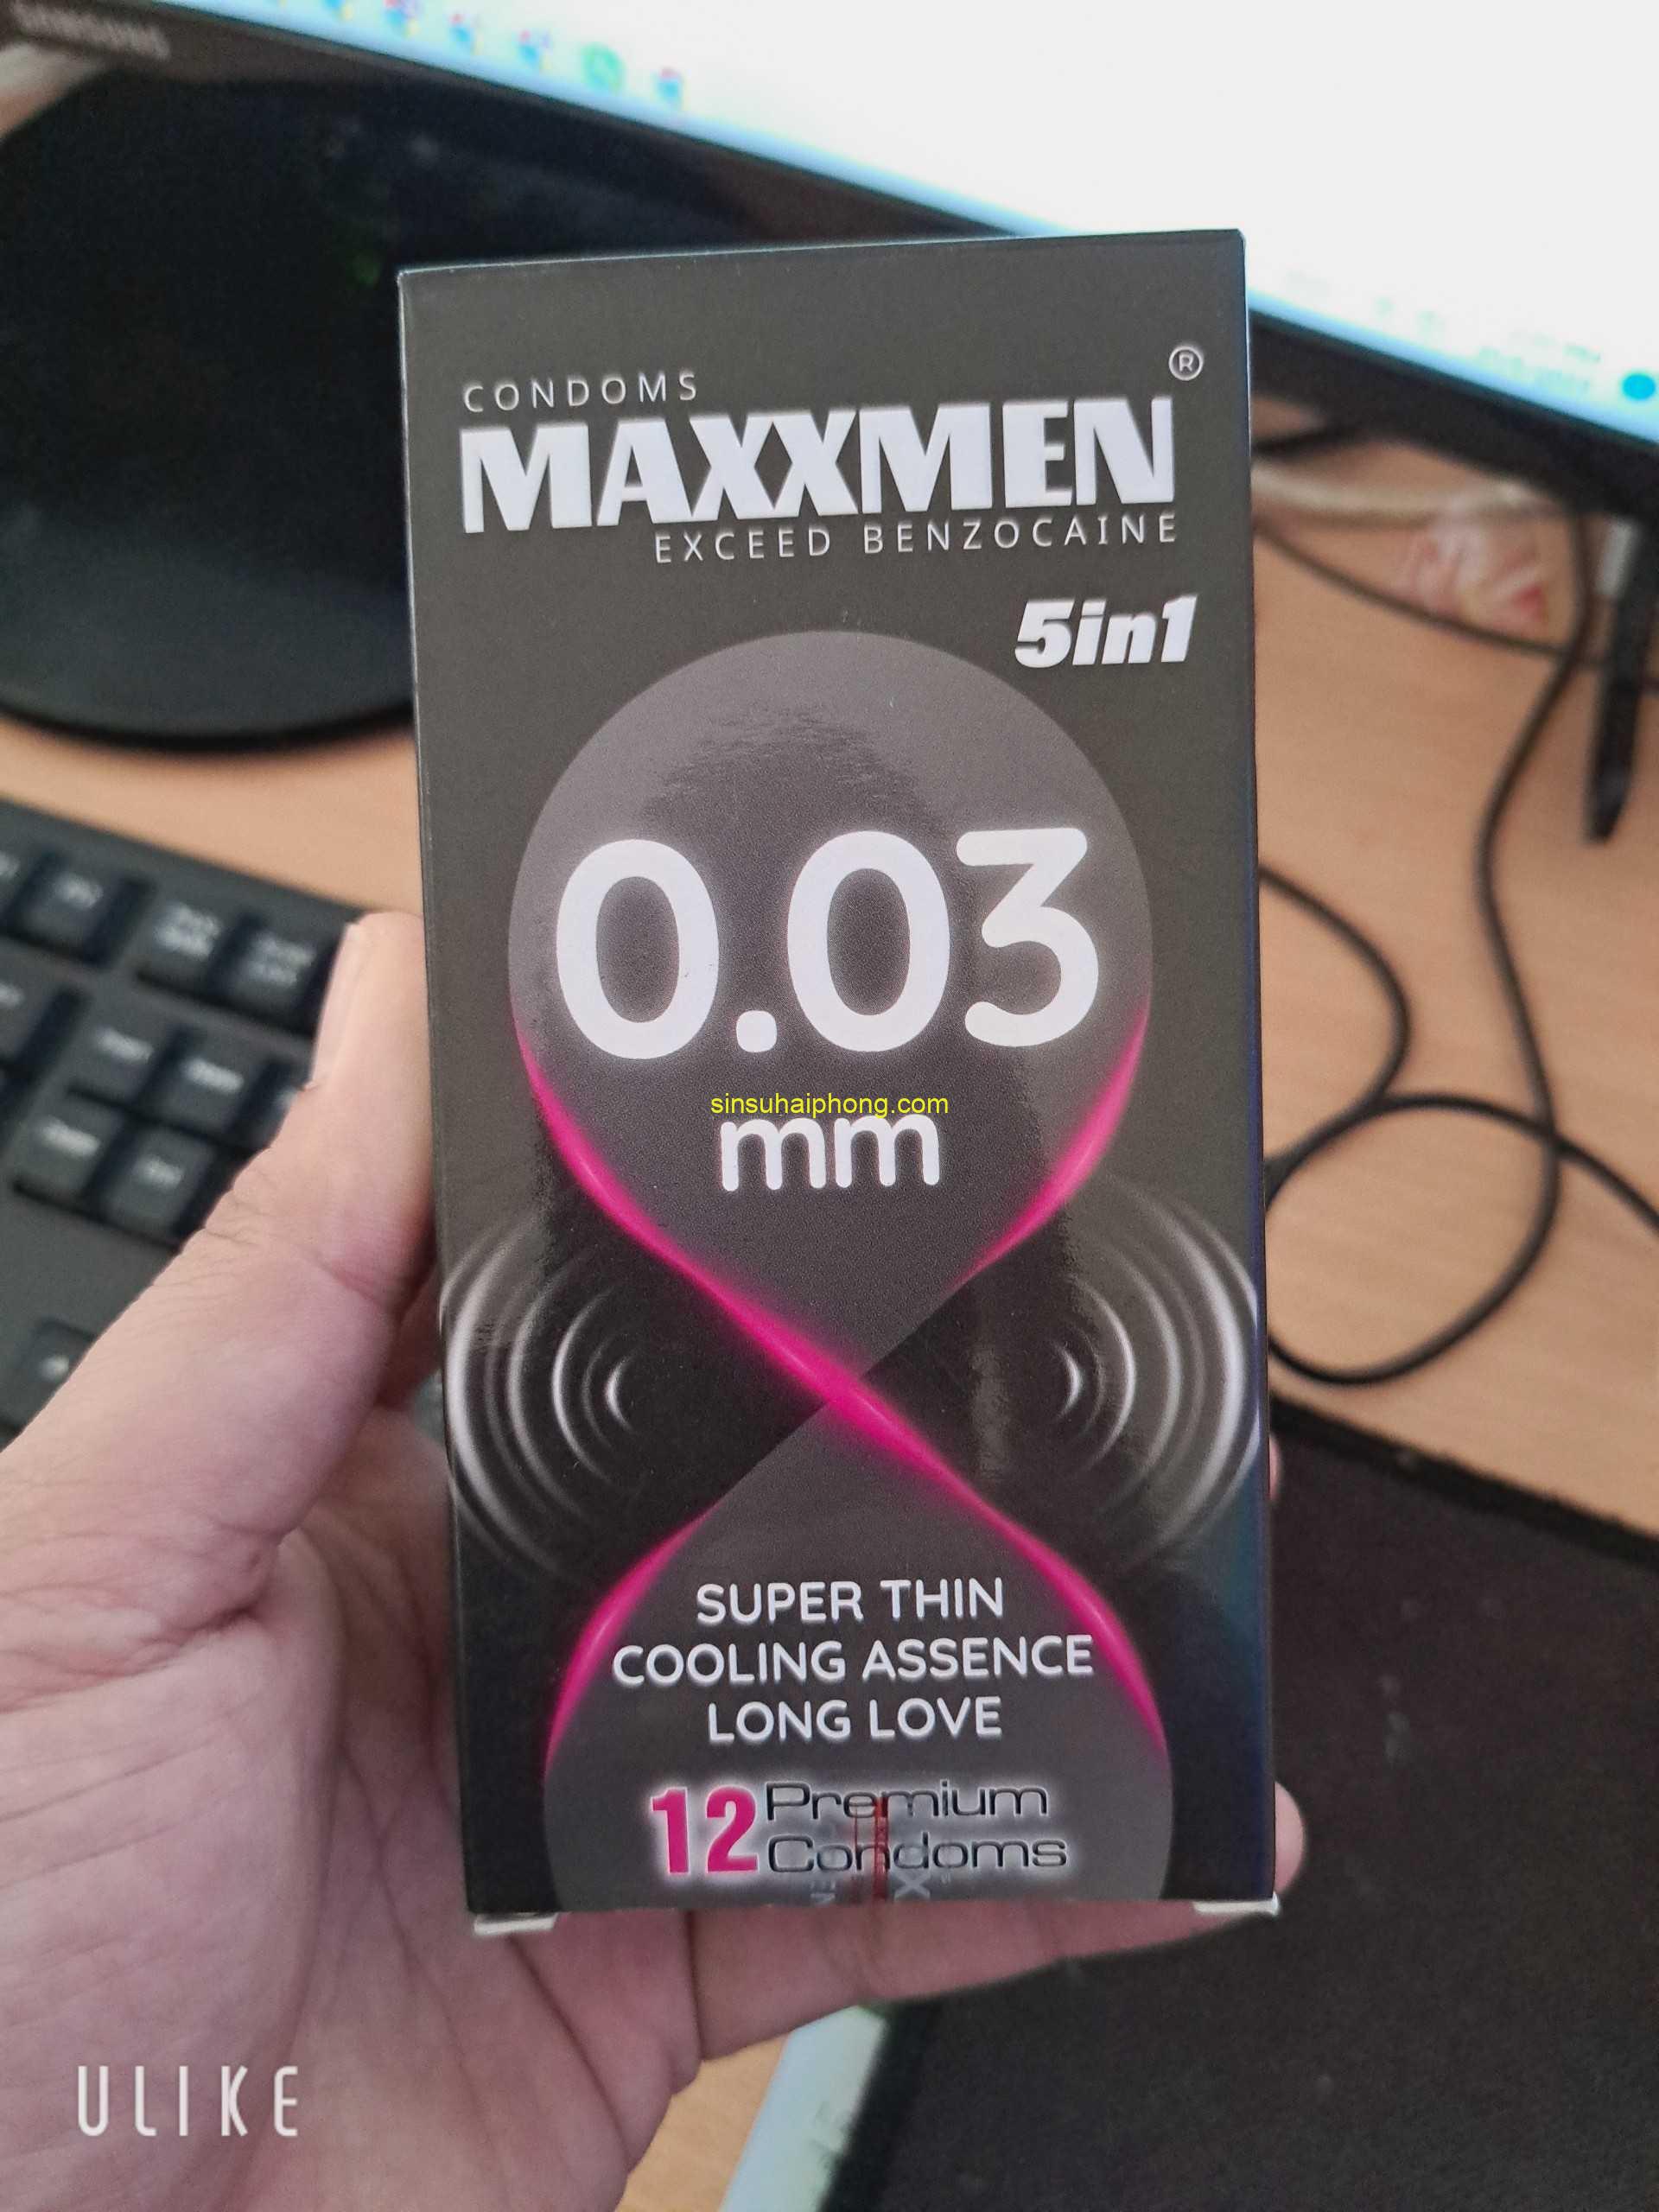 CONDOMS
MAXXMEN®
EXCEED BENZOCAINE
5in1
0.03
sinsuhaiphong.com
mm
SUPER THIN
COOLING ASSENCE
LONG LOVE
12 Premium
Condoms
ULIKE